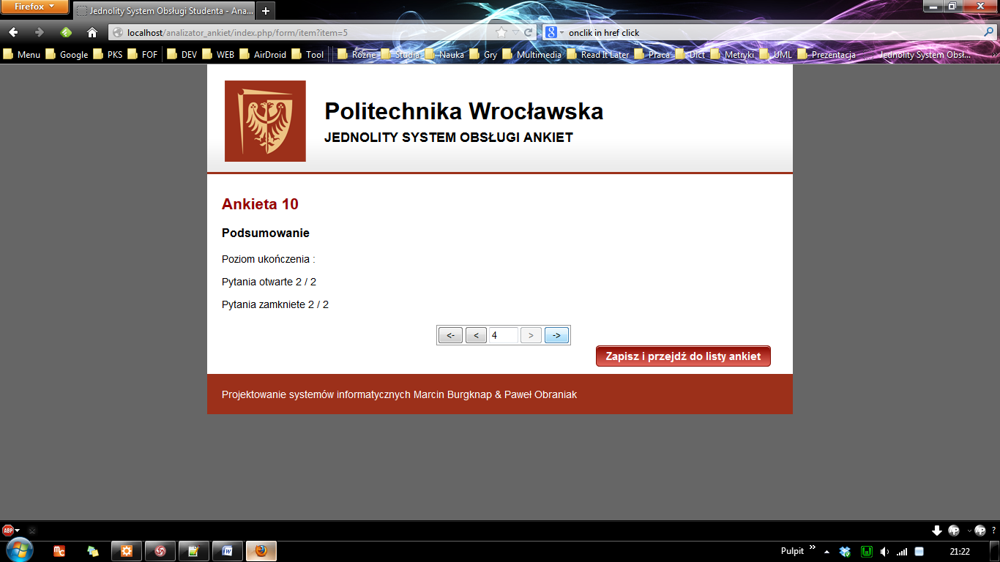 Firefox
Jednolity System Obsługi Studenta - Ana...
localhost/analizator_ankiet/index.php/form/item?item=5
onclik in href click
Menu Google PKS FOF DEV WEB AirDroid Tool Różne Studia Nauka Gry Multimedia Read It Later Praca Dict Metryki UML Prezentacja Jednolity System Obsł...
Politechnika Wrocławska
JEDNOLITY SYSTEM OBSŁUGI ANKIET
Ankieta 10
Podsumowanie
Poziom ukończenia :
Pytania otwarte 2 / 2
Pytania zamkniete 2 / 2
<- < 4 > ->
Zapisz i przejdź do listy ankiet
Projektowanie systemów informatycznych Marcin Burgknap & Paweł Obraniak
ABP
Pulpit
21:22